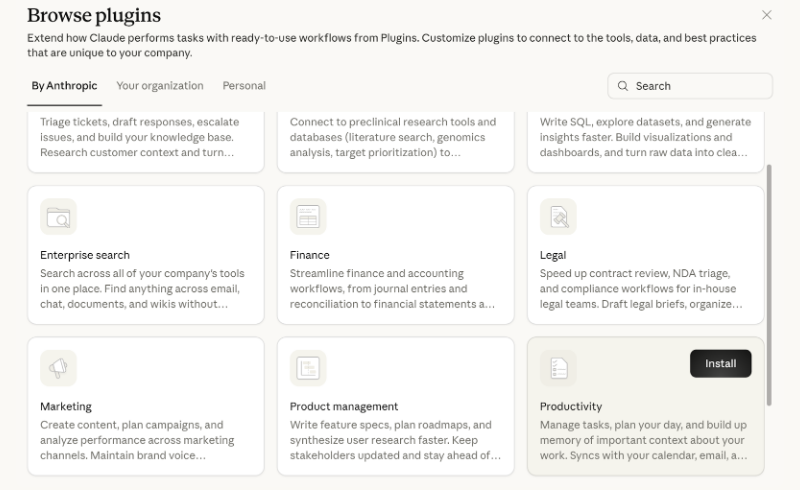 Browse plugins
Extend how Claude performs tasks with ready-to-use workflows from Plugins. Customize plugins to connect to the tools, data, and best practices
that are unique to your company.
By Anthropic
Your organization
Personal
Search
Triage tickets, draft responses, escalate
issues, and build your knowledge base.
Research customer context and turn...
Connect to preclinical research tools and
databases (literature search, genomics
analysis, target prioritization) to...
Write SQL, explore datasets, and generate
insights faster. Build visualizations and
dashboards, and turn raw data into clea...
Enterprise search
Search across all of your company's tools
in one place. Find anything across email,
chat, documents, and wikis without...
Finance
Streamline finance and accounting
workflows, from journal entries and
reconciliation to financial statements a...
Legal
Speed up contract review, NDA triage,
and compliance workflows for in-house
legal teams. Draft legal briefs, organize...
Marketing
Create content, plan campaigns, and
analyze performance across marketing
channels. Maintain brand voice...
Product management
Write feature specs, plan roadmaps, and
synthesize user research faster. Keep
stakeholders updated and stay ahead of...
Install
Productivity
Manage tasks, plan your day, and build up
memory of important context about your
work. Syncs with your calendar, email, a...